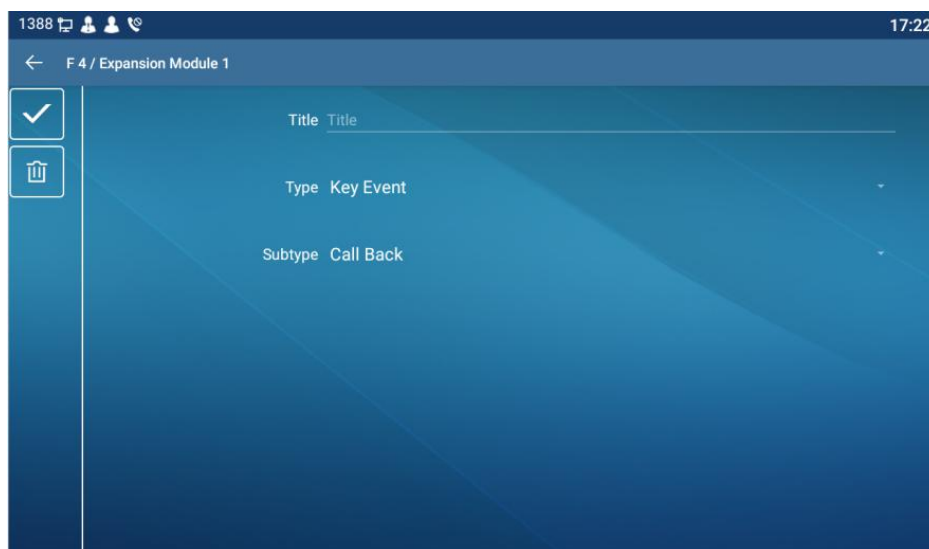 1388 17:22
F 4 / Expansion Module 1
Title Title
Type Key Event
Subtype Call Back